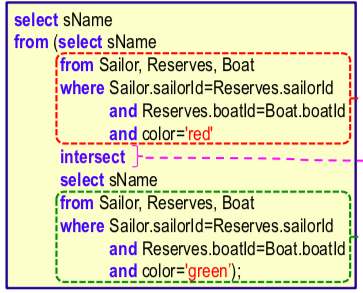 select sName
from (select sName
from Sailor, Reserves, Boat
where Sailor.sailorId=Reserves.sailorId
and Reserves.boatId=Boat.boatId
and color='red'
intersect
select sName
from Sailor, Reserves, Boat
where Sailor.sailorId=Reserves.sailorId
and Reserves.boatId=Boat.boatId
and color='green');